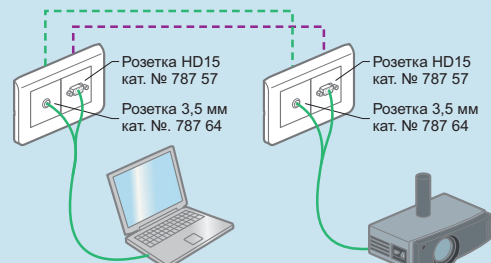 Розетка HD15
кат. № 787 57
Розетка 3,5 мм
кат. №. 787 64
Розетка HD15
кат. № 787 57
Розетка 3,5 мм
кат. № 787 64